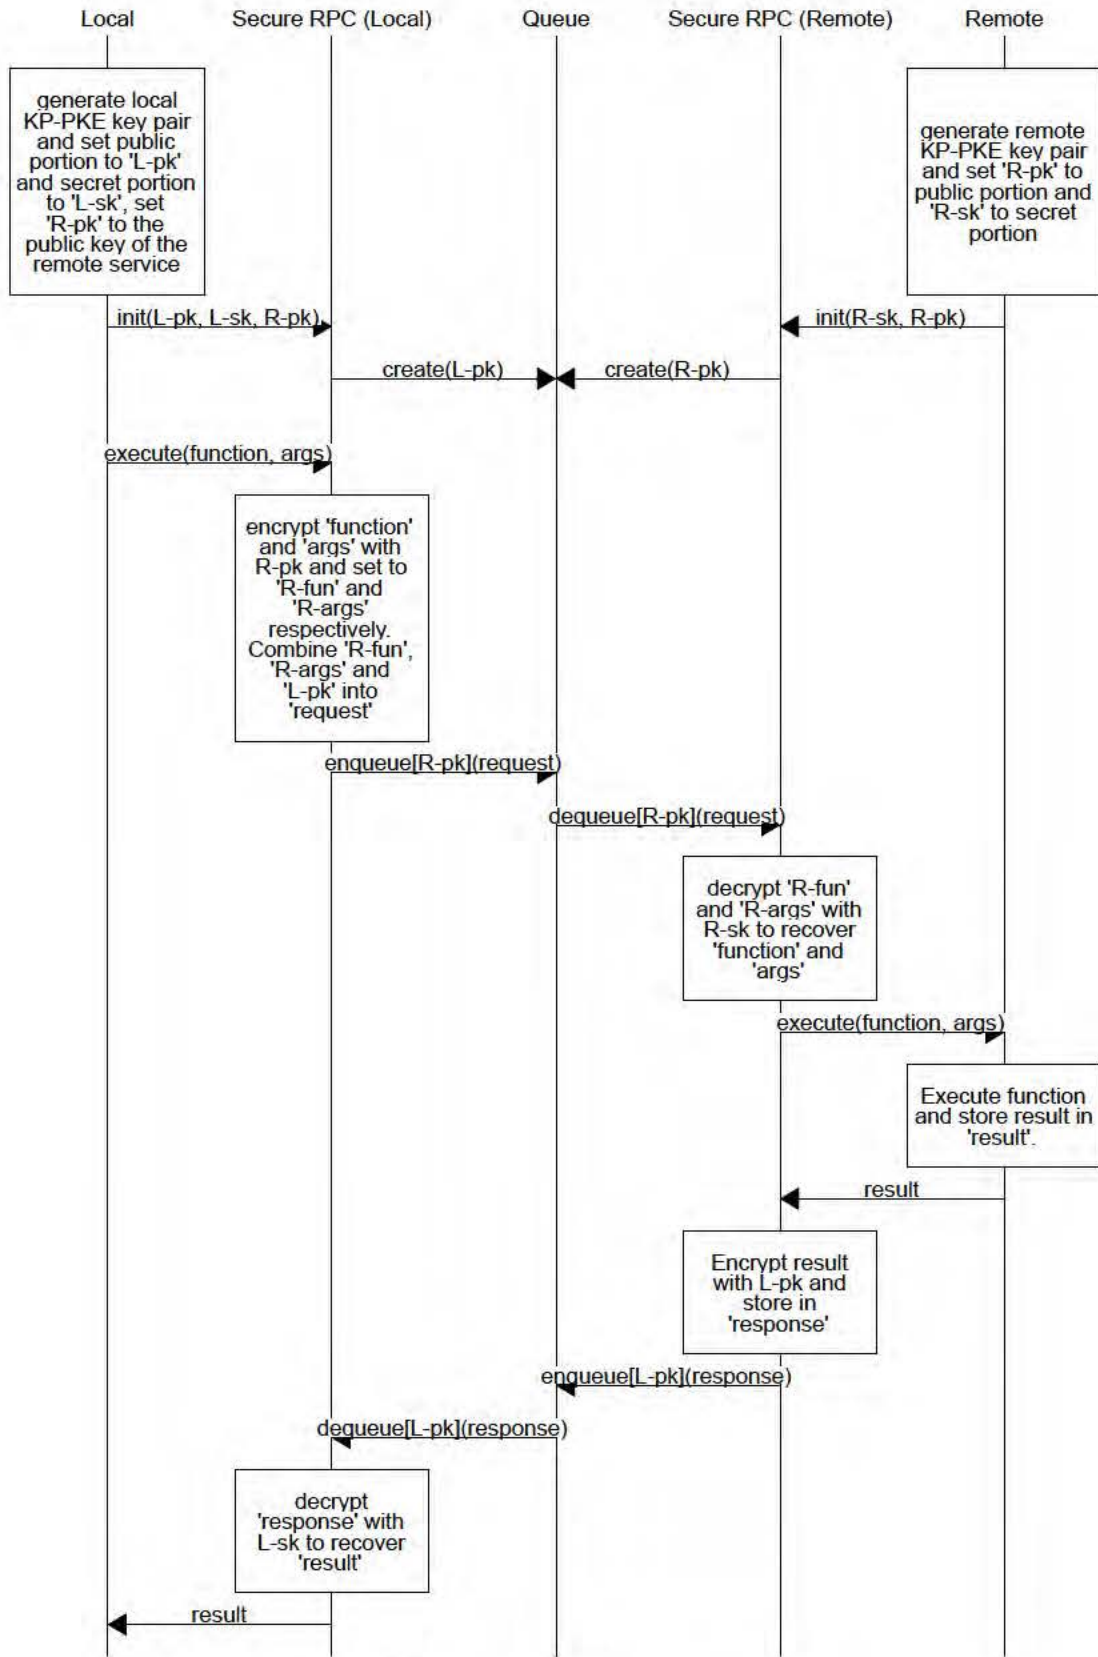 Local
Secure RPC (Local)
Queue
Secure RPC (Remote)
Remote
generate local
KP-PKE key pair
and set public
portion to 'L-pk'
and secret portion
to 'L-sk', set
'R-pk' to the
public key of the
remote service
generate remote
KP-PKE key pair
and set 'R-pk' to
public portion and
'R-sk' to secret
portion
init(L-pk, L-sk, R-pk)
init(R-sk, R-pk)
create(L-pk)
create(R-pk)
execute(function, args)
encrypt 'function'
and 'args' with
R-pk and set to
'R-fun' and
'R-args'
respectively.
Combine 'R-fun',
'R-args' and
'L-pk' into
'request'
enqueue[R-pk](request)
dequeue[R-pk](request)
decrypt 'R-fun'
and 'R-args' with
R-sk to recover
'function' and
'args'
execute(function, args)
Execute function
and store result in
'result'.
result
Encrypt result
with L-pk and
store in
'response'
enqueue[L-pk](response)
dequeue[L-pk](response)
decrypt
'response' with
L-sk to recover
'result'
result